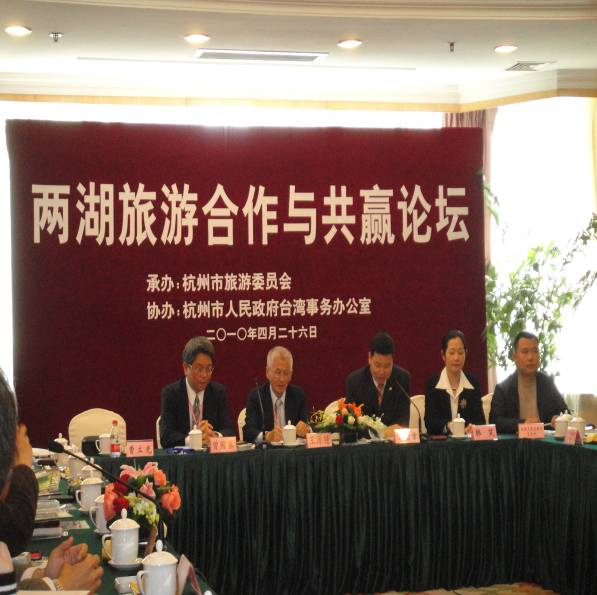 两湖旅游合作与共赢论坛
承办：杭州市旅游委员会
协办：杭州市人民政府台湾事务办公室
二〇一〇年四月二十六日